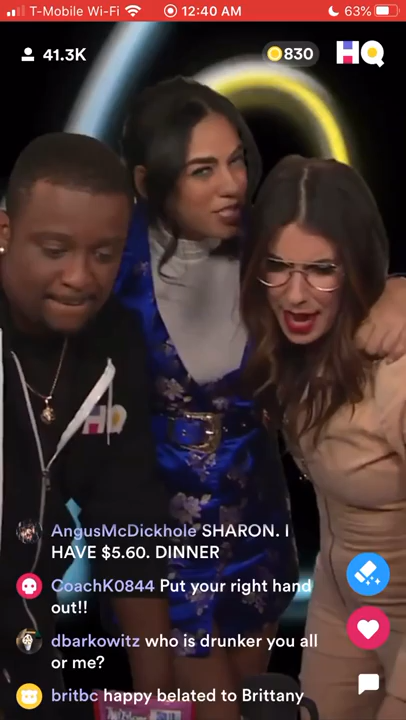 T-Mobile Wi-Fi 12:40 AM 63%
41.3K 830 HQ
HQ
AngusMcDickhole SHARON. I
HAVE $5.60. DINNER
CoachK0844 Put your right hand
out!!
dbarkowitz who is drunker you all
or me?
britbc happy belated to Brittany